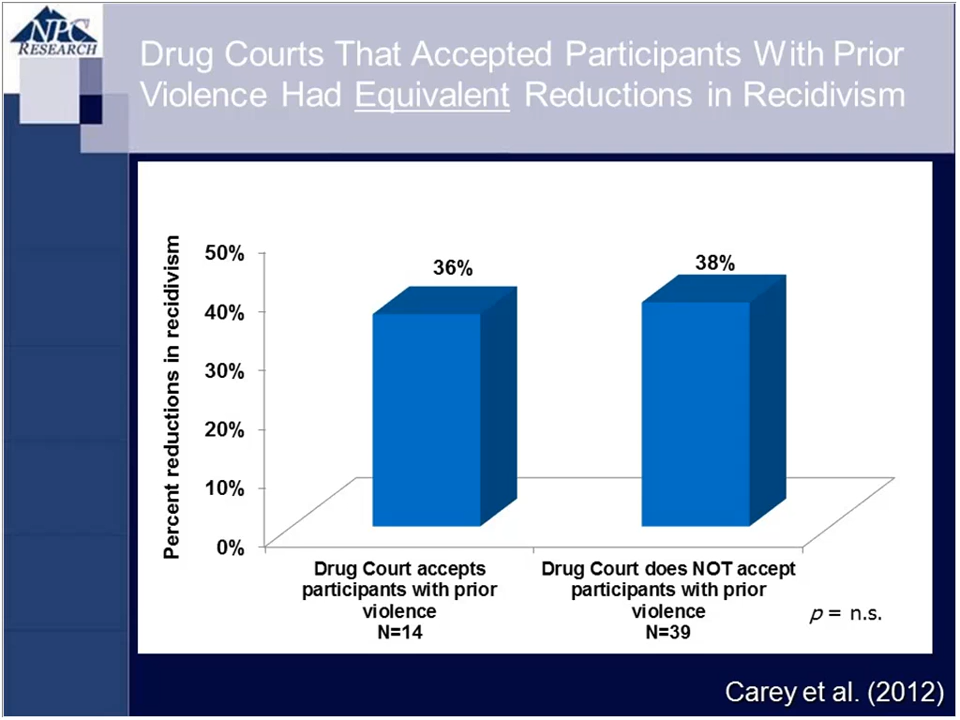 NPC
RESEARCH
Drug Courts That Accepted Participants With Prior
Violence Had Equivalent Reductions in Recidivism
Percent reductions in recidivism
50%
40%
30%
20%
10%
0%
36%
38%
Drug Court accepts
participants with prior
violence
N=14
Drug Court does NOT accept
participants with prior
violence
N=39
p = n.s.
Carey et al. (2012)